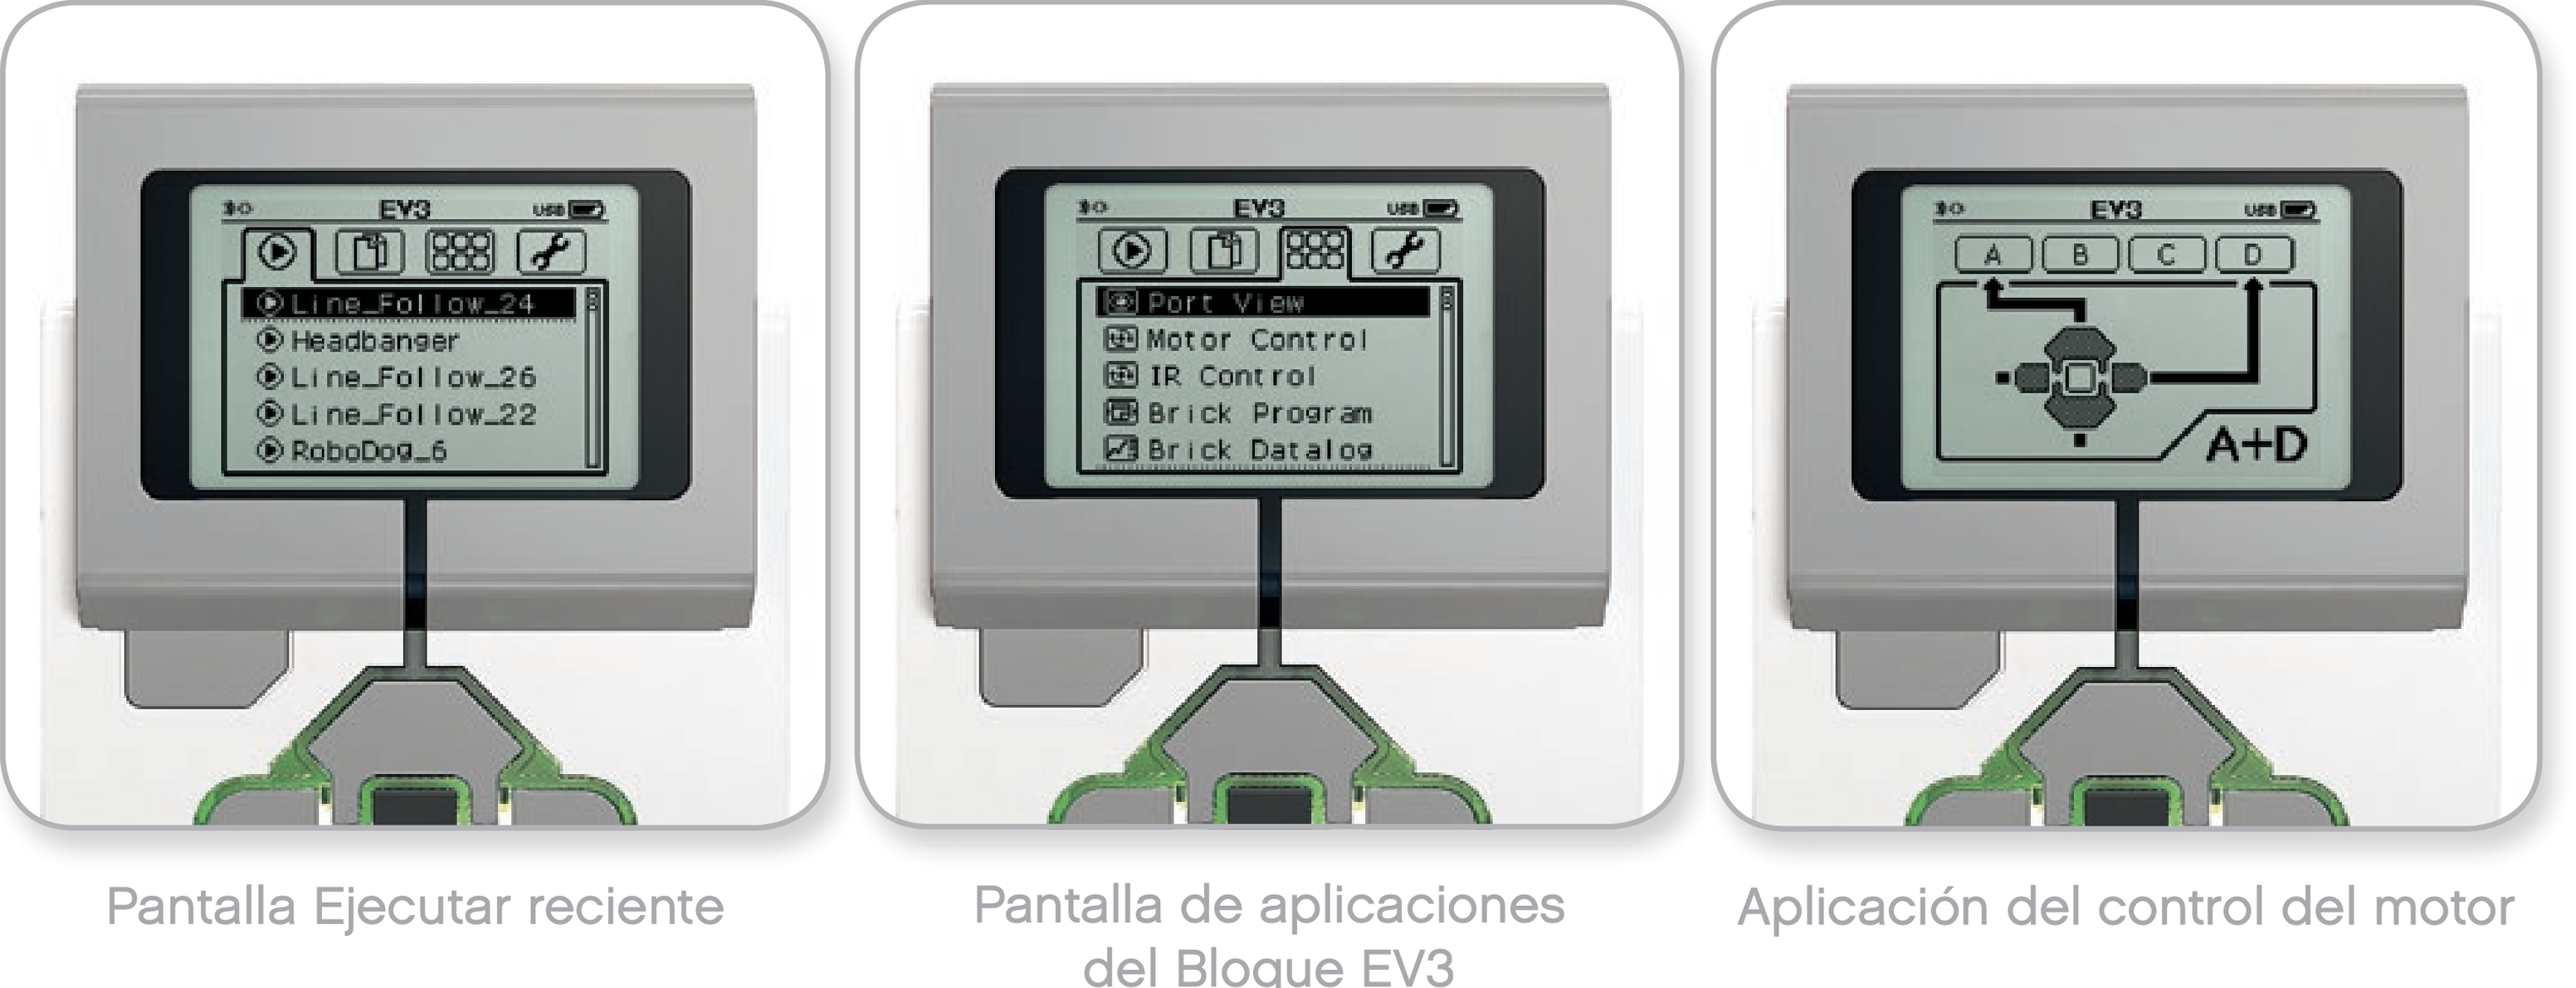 EV3
USB
Line_Follow_24
Headbanger
Line_Follow_26
Line_Follow_22
RoboDog_6
Pantalla Ejecutar reciente
EV3
USB
Port View
Motor Control
IR Control
Brick Program
Brick Datalog
Pantalla de aplicaciones
del Bloque EV3
EV3
USB
A B C D
A+D
Aplicación del control del motor